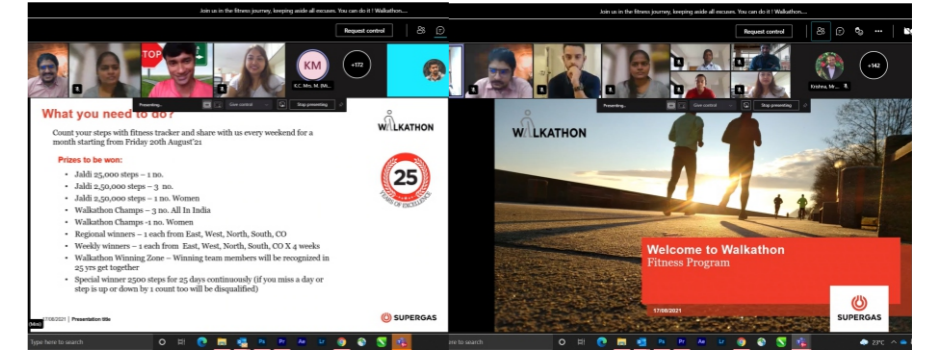 Join us in the fitness journey, keeping aside all excuses. You can do it ! Walkathon....
Request control
TOP
KM
K.C. Mrs. M. (Mi...
+172
Presenting...
Give control
Stop presenting
What you need to do?
WALKATHON
Count your steps with fitness tracker and share with us every weekend for a
month starting from Friday 20th August'21
Prizes to be won:
• Jaldi 25,000 steps – 1 no.
• Jaldi 2,50,000 steps – 3 no.
• Jaldi 2,50,000 steps – 1 no. Women
• Walkathon Champs – 3 no. All In India
• Walkathon Champs -1 no. Women
• Regional winners – 1 each from East, West, North, South, CO
• Weekly winners – 1 each from East, West, North, South, CO X 4 weeks
• Walkathon Winning Zone – Winning team members will be recognized in
25 yrs get together
• Special winner 2500 steps for 25 days continuously (if you miss a day or
step is up or down by 1 count too will be disqualified)
25
YEARS OF EXCELLENCE
17/08/2021 | Presentation title
SUPERGAS
Type here to search
Join us in the fitness journey, keeping aside all excuses. You can do it ! Walkathon....
Request control
Krishna, Mr...
+142
Presenting...
Give control
Stop presenting
WALKATHON
Welcome to Walkathon
Fitness Program
17/08/2021
SUPERGAS
ere to search
23°C